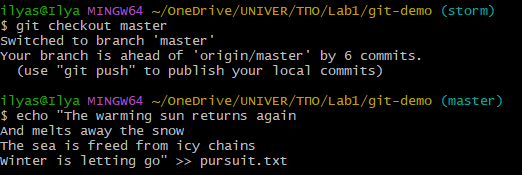 ilyas@Ilya MINGW64 ~/OneDrive/UNIVER/ТПО/Lab1/git-demo (storm)
$ git checkout master
Switched to branch 'master'
Your branch is ahead of 'origin/master' by 6 commits.
  (use "git push" to publish your local commits)
ilyas@Ilya MINGW64 ~/OneDrive/UNIVER/ТПО/Lab1/git-demo (master)
$ echo "The warming sun returns again
And melts away the snow
The sea is freed from icy chains
Winter is letting go" >> pursuit.txt